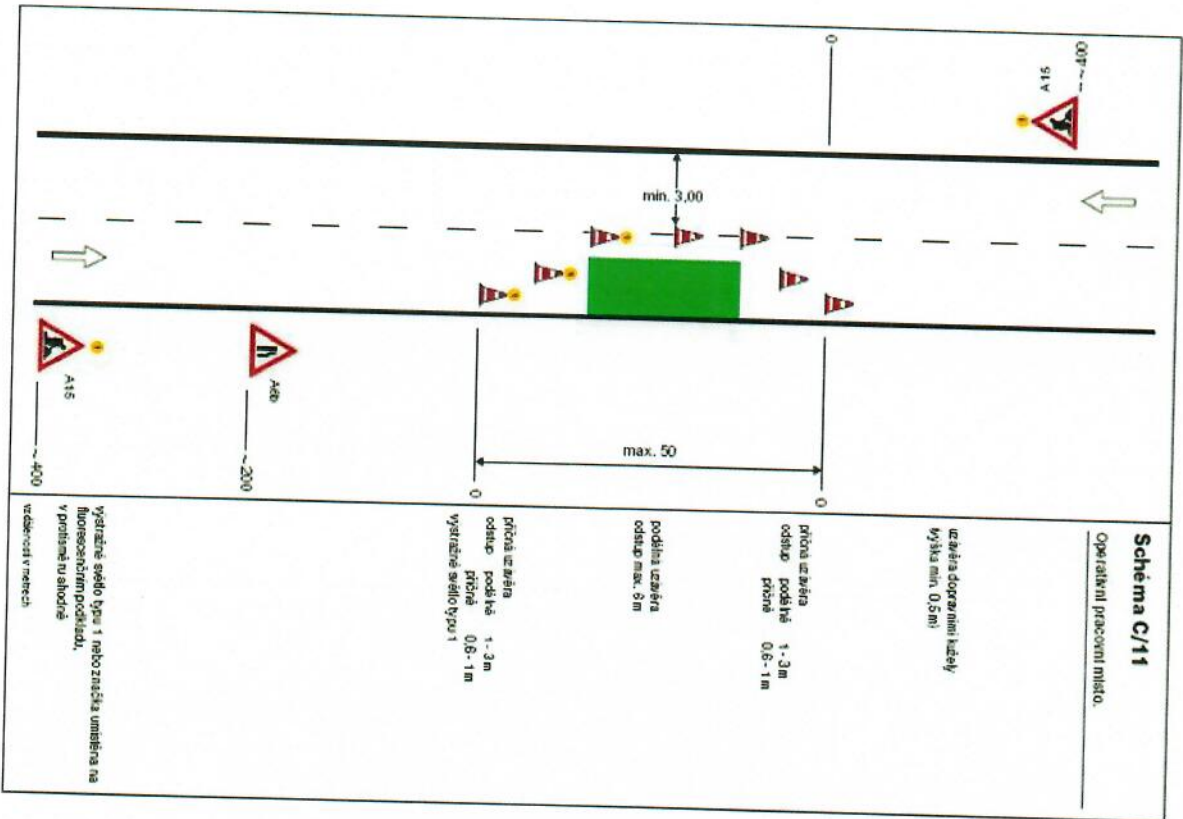 Schéma C/11
Operativní pracovní místo.
~ 400
A 15
0
min. 3,00
uzávěra dopravními kužely
(výška min. 0,5 m)
příčná uzávěra
odstup podélně 1 - 3 m
příčně 0,6 - 1 m
0
podélná uzávěra
odstup max. 6 m
max. 50
příčná uzávěra
odstup podélně 1 - 3 m
příčně 0,6 - 1 m
výstražné světlo typu 1
0
A6b
~ 200
A15
~ 400
výstražné světlo typu 1 nebo značka umístěna na
fluorescenčním podkladu,
v protisměru shodně
vzdálenosti v metrech